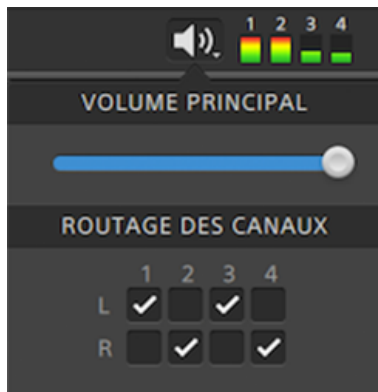 1 2 3 4
VOLUME PRINCIPAL
ROUTAGE DES CANAUX
1 2 3 4
L
R